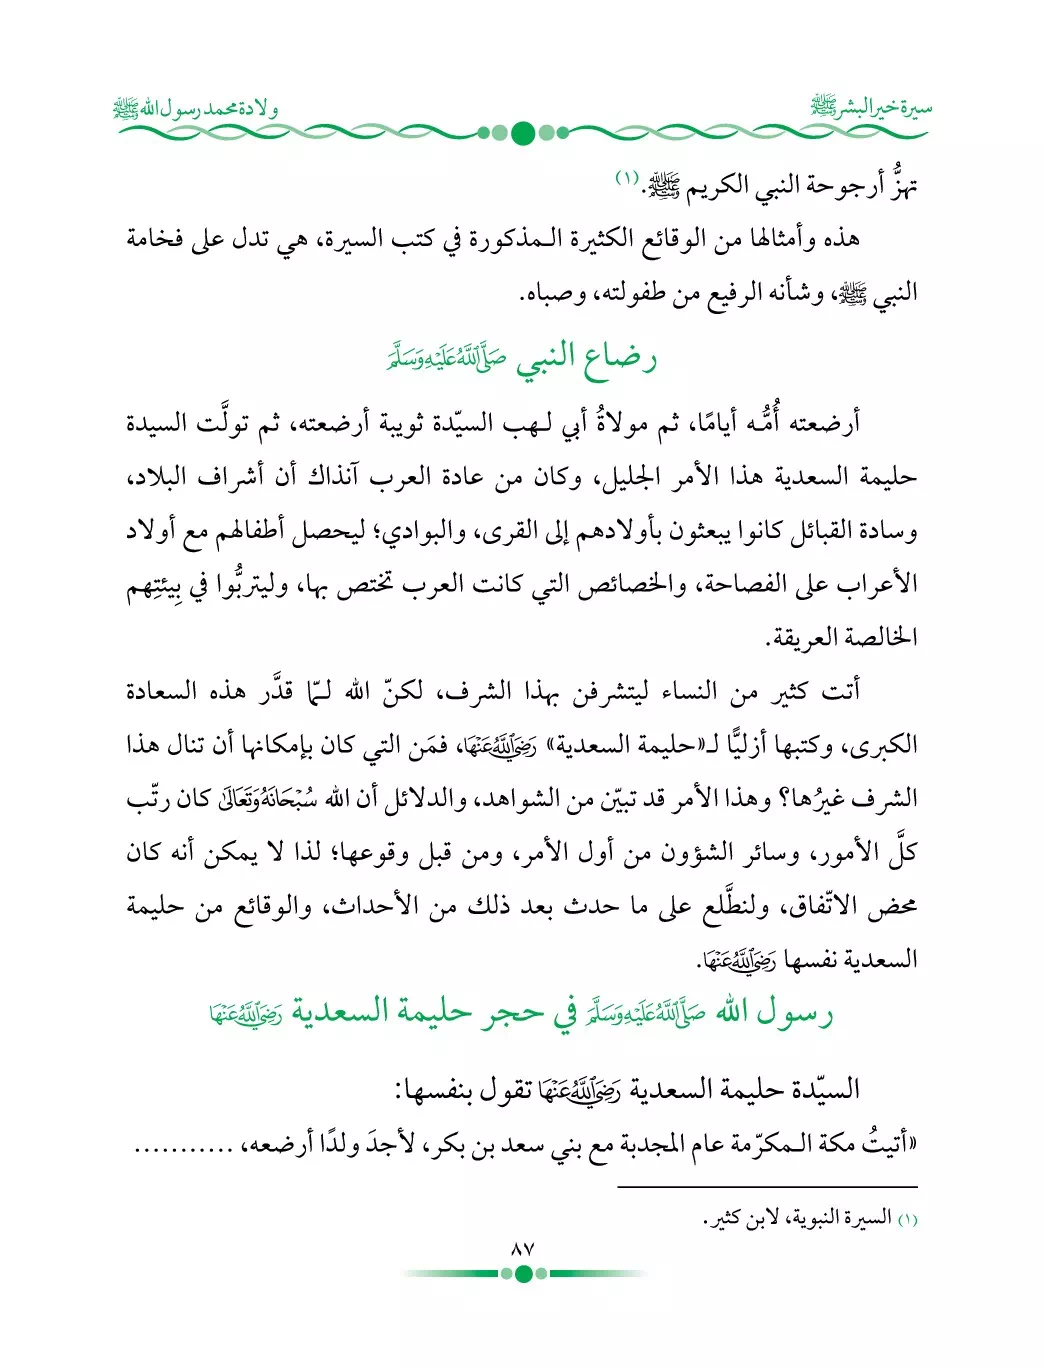 سيرة خير البشر ﷺ
ولادة محمد رسول الله ﷺ
تهزُّ أرجوحة النبي الكريم ﷺ.(١)
هذه وأمثالها من الوقائع الكثيرة الـمذكورة في كتب السيرة، هي تدل على فخامة
النبي ﷺ، وشأنه الرفيع من طفولته، وصباه.
رضاع النبي صَلَّى اللَّهُ عَلَيْهِ وَسَلَّمَ
أرضعته أُمُّـه أيامًا، ثم مولاةُ أبي لـهب السيّدة ثويبة أرضعته، ثم تولَّت السيدة
حليمة السعدية هذا الأمر الجليل، وكان من عادة العرب آنذاك أن أشراف البلاد،
وسادة القبائل كانوا يبعثون بأولادهم إلى القرى، والبوادي؛ ليحصل أطفالهم مع أولاد
الأعراب على الفصاحة، والخصائص التي كانت العرب تختص بها، وليتربُّوا في بِيئتِهم
الخالصة العريقة.
أتت كثير من النساء ليتشرفن بهذا الشرف، لكنّ الله لـمّا قدَّر هذه السعادة
الكبرى، وكتبها أزليًّا لـ«حليمة السعدية» رَضِيَ اللَّهُ عَنْهَا، فمَن التي كان بإمكانها أن تنال هذا
الشرف غيرُها؟ وهذا الأمر قد تبيّن من الشواهد، والدلائل أن الله سُبْحَانَهُ وَتَعَالَى كان رتّب
كلَّ الأمور، وسائر الشؤون من أول الأمر، ومن قبل وقوعها؛ لذا لا يمكن أنه كان
محض الاتّفاق، ولنطَّلع على ما حدث بعد ذلك من الأحداث، والوقائع من حليمة
السعدية نفسها رَضِيَ اللَّهُ عَنْهَا.
رسول الله صَلَّى اللَّهُ عَلَيْهِ وَسَلَّمَ في حجر حليمة السعدية رَضِيَ اللَّهُ عَنْهَا
السيّدة حليمة السعدية رَضِيَ اللَّهُ عَنْهَا تقول بنفسها:
«أتيتُ مكة الـمكرّمة عام المجدبة مع بني سعد بن بكر، لأجدَ ولدًا أرضعه، ...........
(١) السيرة النبوية، لابن كثير.
٨٧